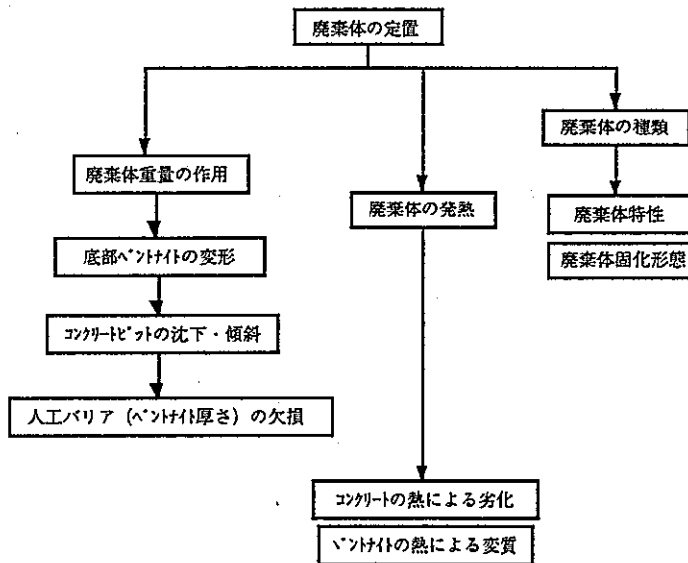 廃棄体の定置
廃棄体の種類
廃棄体重量の作用
廃棄体の発熱
廃棄体特性
廃棄体固化形態
底部ﾍﾞﾝﾄﾅｲﾄの変形
ｺﾝｸﾘｰﾄﾋﾟｯﾄの沈下・傾斜
人工バリア（ﾍﾞﾝﾄﾅｲﾄ厚さ）の欠損
ｺﾝｸﾘｰﾄの熱による劣化
ﾍﾞﾝﾄﾅｲﾄの熱による変質